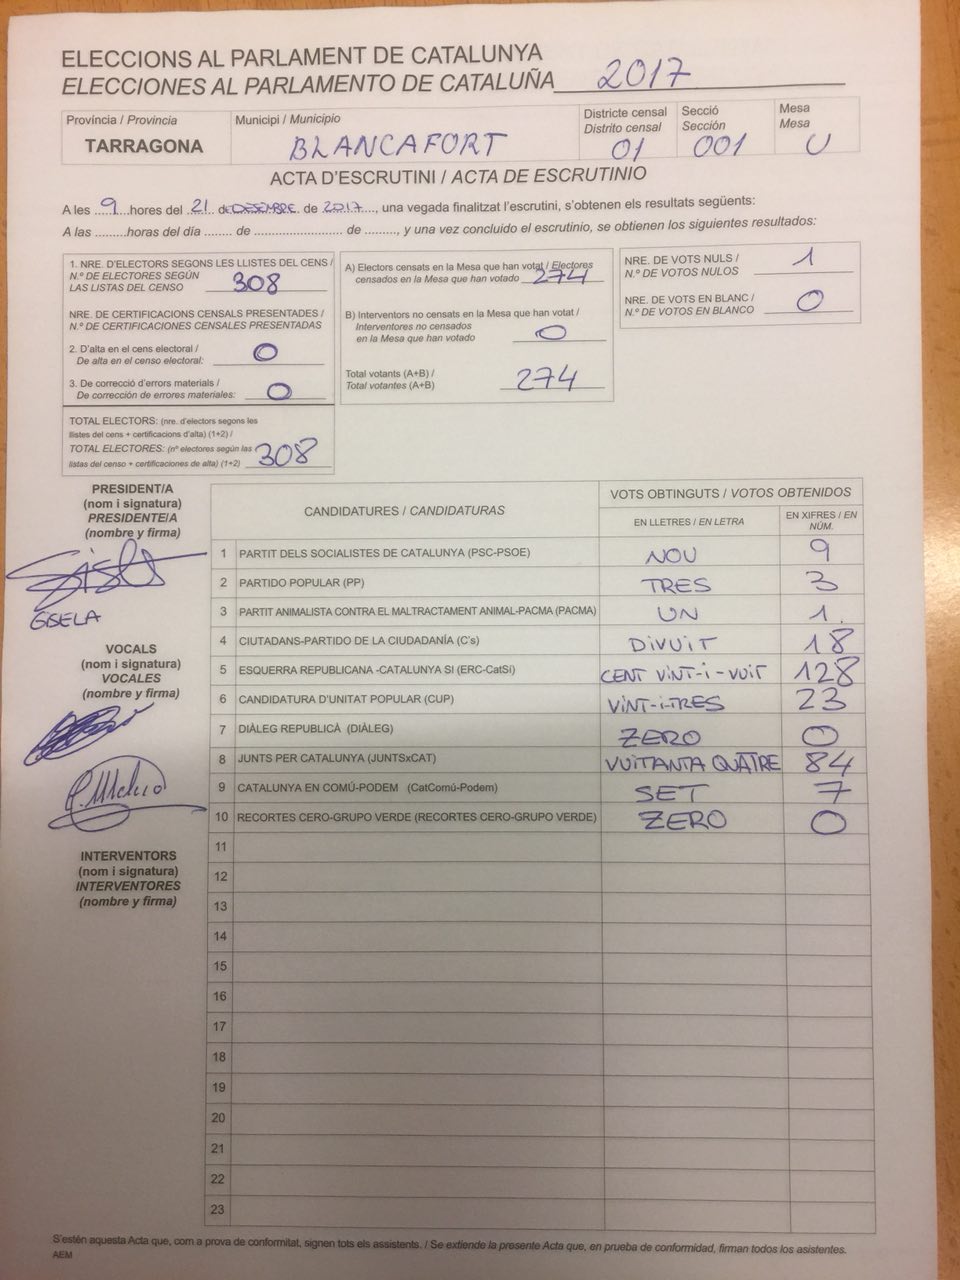 ELECCIONS AL PARLAMENT DE CATALUNYA
ELECCIONES AL PARLAMENTO DE CATALUÑA 2017
Província / Provincia
TARRAGONA
Municipi / Municipio
BLANCAFORT
Districte censal
Distrito censal
01
Secció
Sección
001
Mesa
Mesa
U
ACTA D'ESCRUTINI / ACTA DE ESCRUTINIO
A les ....9....hores del .21. de DESEMBRE. de 2017...., una vegada finalitzat l'escrutini, s'obtenen els resultats següents:
A las .........horas del día ........ de ........................ de ........., y una vez concluido el escrutinio, se obtienen los siguientes resultados:
1. NRE. D'ELECTORS SEGONS LES LLISTES DEL CENS /
N.º DE ELECTORES SEGÚN
LAS LISTAS DEL CENSO 308
NRE. DE CERTIFICACIONS CENSALS PRESENTADES /
N.º DE CERTIFICACIONES CENSALES PRESENTADAS
2. D'alta en el cens electoral /
De alta en el censo electoral: 0
3. De correcció d'errors materials /
De corrección de errores materiales: 0
TOTAL ELECTORS: (nre. d'electors segons les
llistes del cens + certificacions d'alta) (1+2) /
TOTAL ELECTORES: (nº electores según las
listas del censo + certificaciones de alta) (1+2) 308
A) Electors censats en la Mesa que han votat / Electores
censados en la Mesa que han votado 274
B) Interventors no censats en la Mesa que han votat /
Interventores no censados
en la Mesa que han votado 0
Total votants (A+B) /
Total votantes (A+B) 274
NRE. DE VOTS NULS /
N.º DE VOTOS NULOS 1
NRE. DE VOTS EN BLANC /
N.º DE VOTOS EN BLANCO 0
PRESIDENT/A
(nom i signatura)
PRESIDENTE/A
(nombre y firma)
GISELA
VOCALS
(nom i signatura)
VOCALES
(nombre y firma)
INTERVENTORS
(nom i signatura)
INTERVENTORES
(nombre y firma)
CANDIDATURES / CANDIDATURAS
VOTS OBTINGUTS / VOTOS OBTENIDOS
EN LLETRES / EN LETRA
EN XIFRES / EN NÚM.
1 PARTIT DELS SOCIALISTES DE CATALUNYA (PSC-PSOE) NOU 9
2 PARTIDO POPULAR (PP) TRES 3
3 PARTIT ANIMALISTA CONTRA EL MALTRACTAMENT ANIMAL-PACMA (PACMA) UN 1.
4 CIUTADANS-PARTIDO DE LA CIUDADANÍA (C's) DIVUIT 18
5 ESQUERRA REPUBLICANA -CATALUNYA SI (ERC-CatSí) CENT VINT-I-VUIT 128
6 CANDIDATURA D'UNITAT POPULAR (CUP) VINT-I-TRES 23
7 DIÀLEG REPUBLICÀ (DIÀLEG) ZERO 0
8 JUNTS PER CATALUNYA (JUNTSxCAT) VUITANTA QUATRE 84
9 CATALUNYA EN COMÚ-PODEM (CatComú-Podem) SET 7
10 RECORTES CERO-GRUPO VERDE (RECORTES CERO-GRUPO VERDE) ZERO 0
11
12
13
14
15
16
17
18
19
20
21
22
23
S'estén aquesta Acta que, com a prova de conformitat, signen tots els assistents. / Se extiende la presente Acta que, en prueba de conformidad, firman todos los asistentes.
AEM